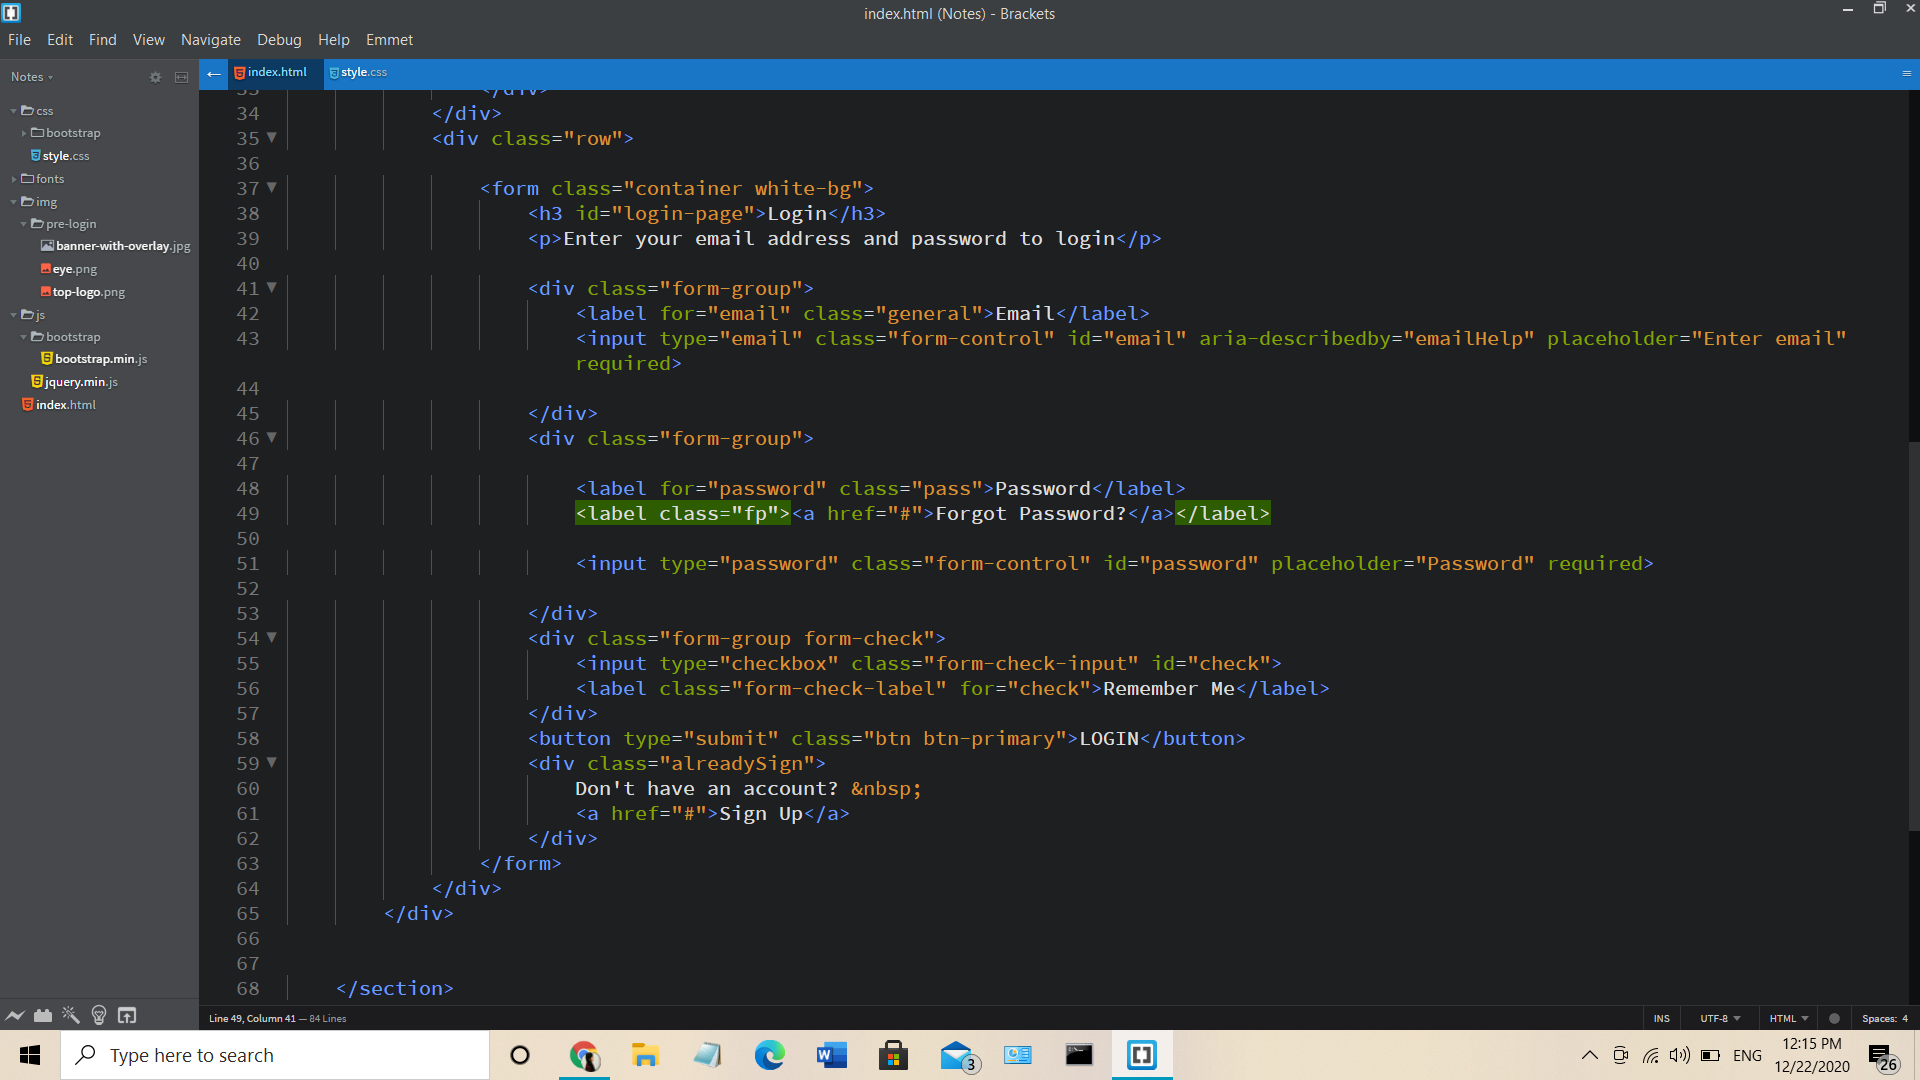 index.html (Notes) - Brackets
File Edit Find View Navigate Debug Help Emmet
Notes
index.html style.css
css
bootstrap
style.css
fonts
img
pre-login
banner-with-overlay.jpg
eye.png
top-logo.png
js
bootstrap
bootstrap.min.js
jquery.min.js
index.html
33 </div>
34 </div>
35 <div class="row">
36
37 <form class="container white-bg">
38 <h3 id="login-page">Login</h3>
39 <p>Enter your email address and password to login</p>
40
41 <div class="form-group">
42 <label for="email" class="general">Email</label>
43 <input type="email" class="form-control" id="email" aria-describedby="emailHelp" placeholder="Enter email"
required>
44
45 </div>
46 <div class="form-group">
47
48 <label for="password" class="pass">Password</label>
49 <label class="fp"><a href="#">Forgot Password?</a></label>
50
51 <input type="password" class="form-control" id="password" placeholder="Password" required>
52
53 </div>
54 <div class="form-group form-check">
55 <input type="checkbox" class="form-check-input" id="check">
56 <label class="form-check-label" for="check">Remember Me</label>
57 </div>
58 <button type="submit" class="btn btn-primary">LOGIN</button>
59 <div class="alreadySign">
60 Don't have an account? &nbsp;
61 <a href="#">Sign Up</a>
62 </div>
63 </form>
64 </div>
65 </div>
66
67
68 </section>
Line 49, Column 41 — 84 Lines
INS UTF-8 HTML Spaces: 4
Type here to search
3
ENG
12:15 PM
12/22/2020
26